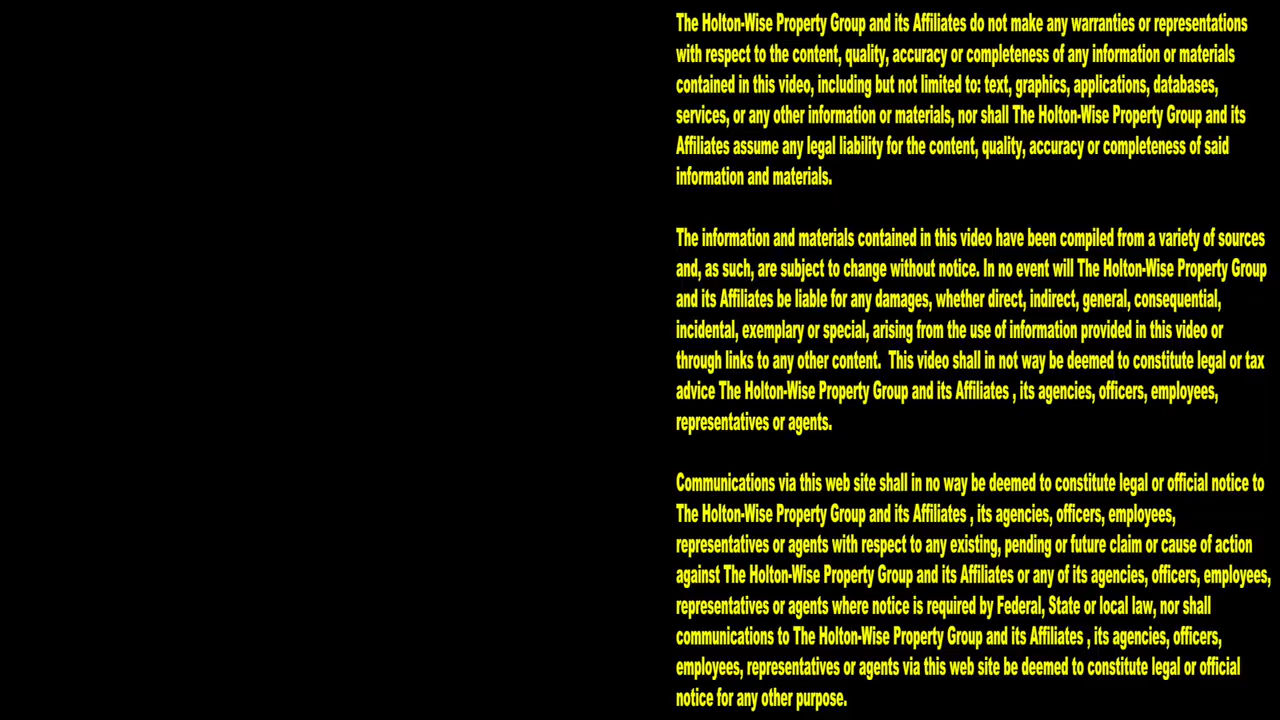 The Holton-Wise Property Group and its Affiliates do not make any warranties or representations
with respect to the content, quality, accuracy or completeness of any information or materials
contained in this video, including but not limited to: text, graphics, applications, databases,
services, or any other information or materials, nor shall The Holton-Wise Property Group and its
Affiliates assume any legal liability for the content, quality, accuracy or completeness of said
information and materials.
The information and materials contained in this video have been compiled from a variety of sources
and, as such, are subject to change without notice. In no event will The Holton-Wise Property Group
and its Affiliates be liable for any damages, whether direct, indirect, general, consequential,
incidental, exemplary or special, arising from the use of information provided in this video or
through links to any other content.  This video shall in not way be deemed to constitute legal or tax
advice The Holton-Wise Property Group and its Affiliates , its agencies, officers, employees,
representatives or agents.
Communications via this web site shall in no way be deemed to constitute legal or official notice to
The Holton-Wise Property Group and its Affiliates , its agencies, officers, employees,
representatives or agents with respect to any existing, pending or future claim or cause of action
against The Holton-Wise Property Group and its Affiliates or any of its agencies, officers, employees,
representatives or agents where notice is required by Federal, State or local law, nor shall
communications to The Holton-Wise Property Group and its Affiliates , its agencies, officers,
employees, representatives or agents via this web site be deemed to constitute legal or official
notice for any other purpose.